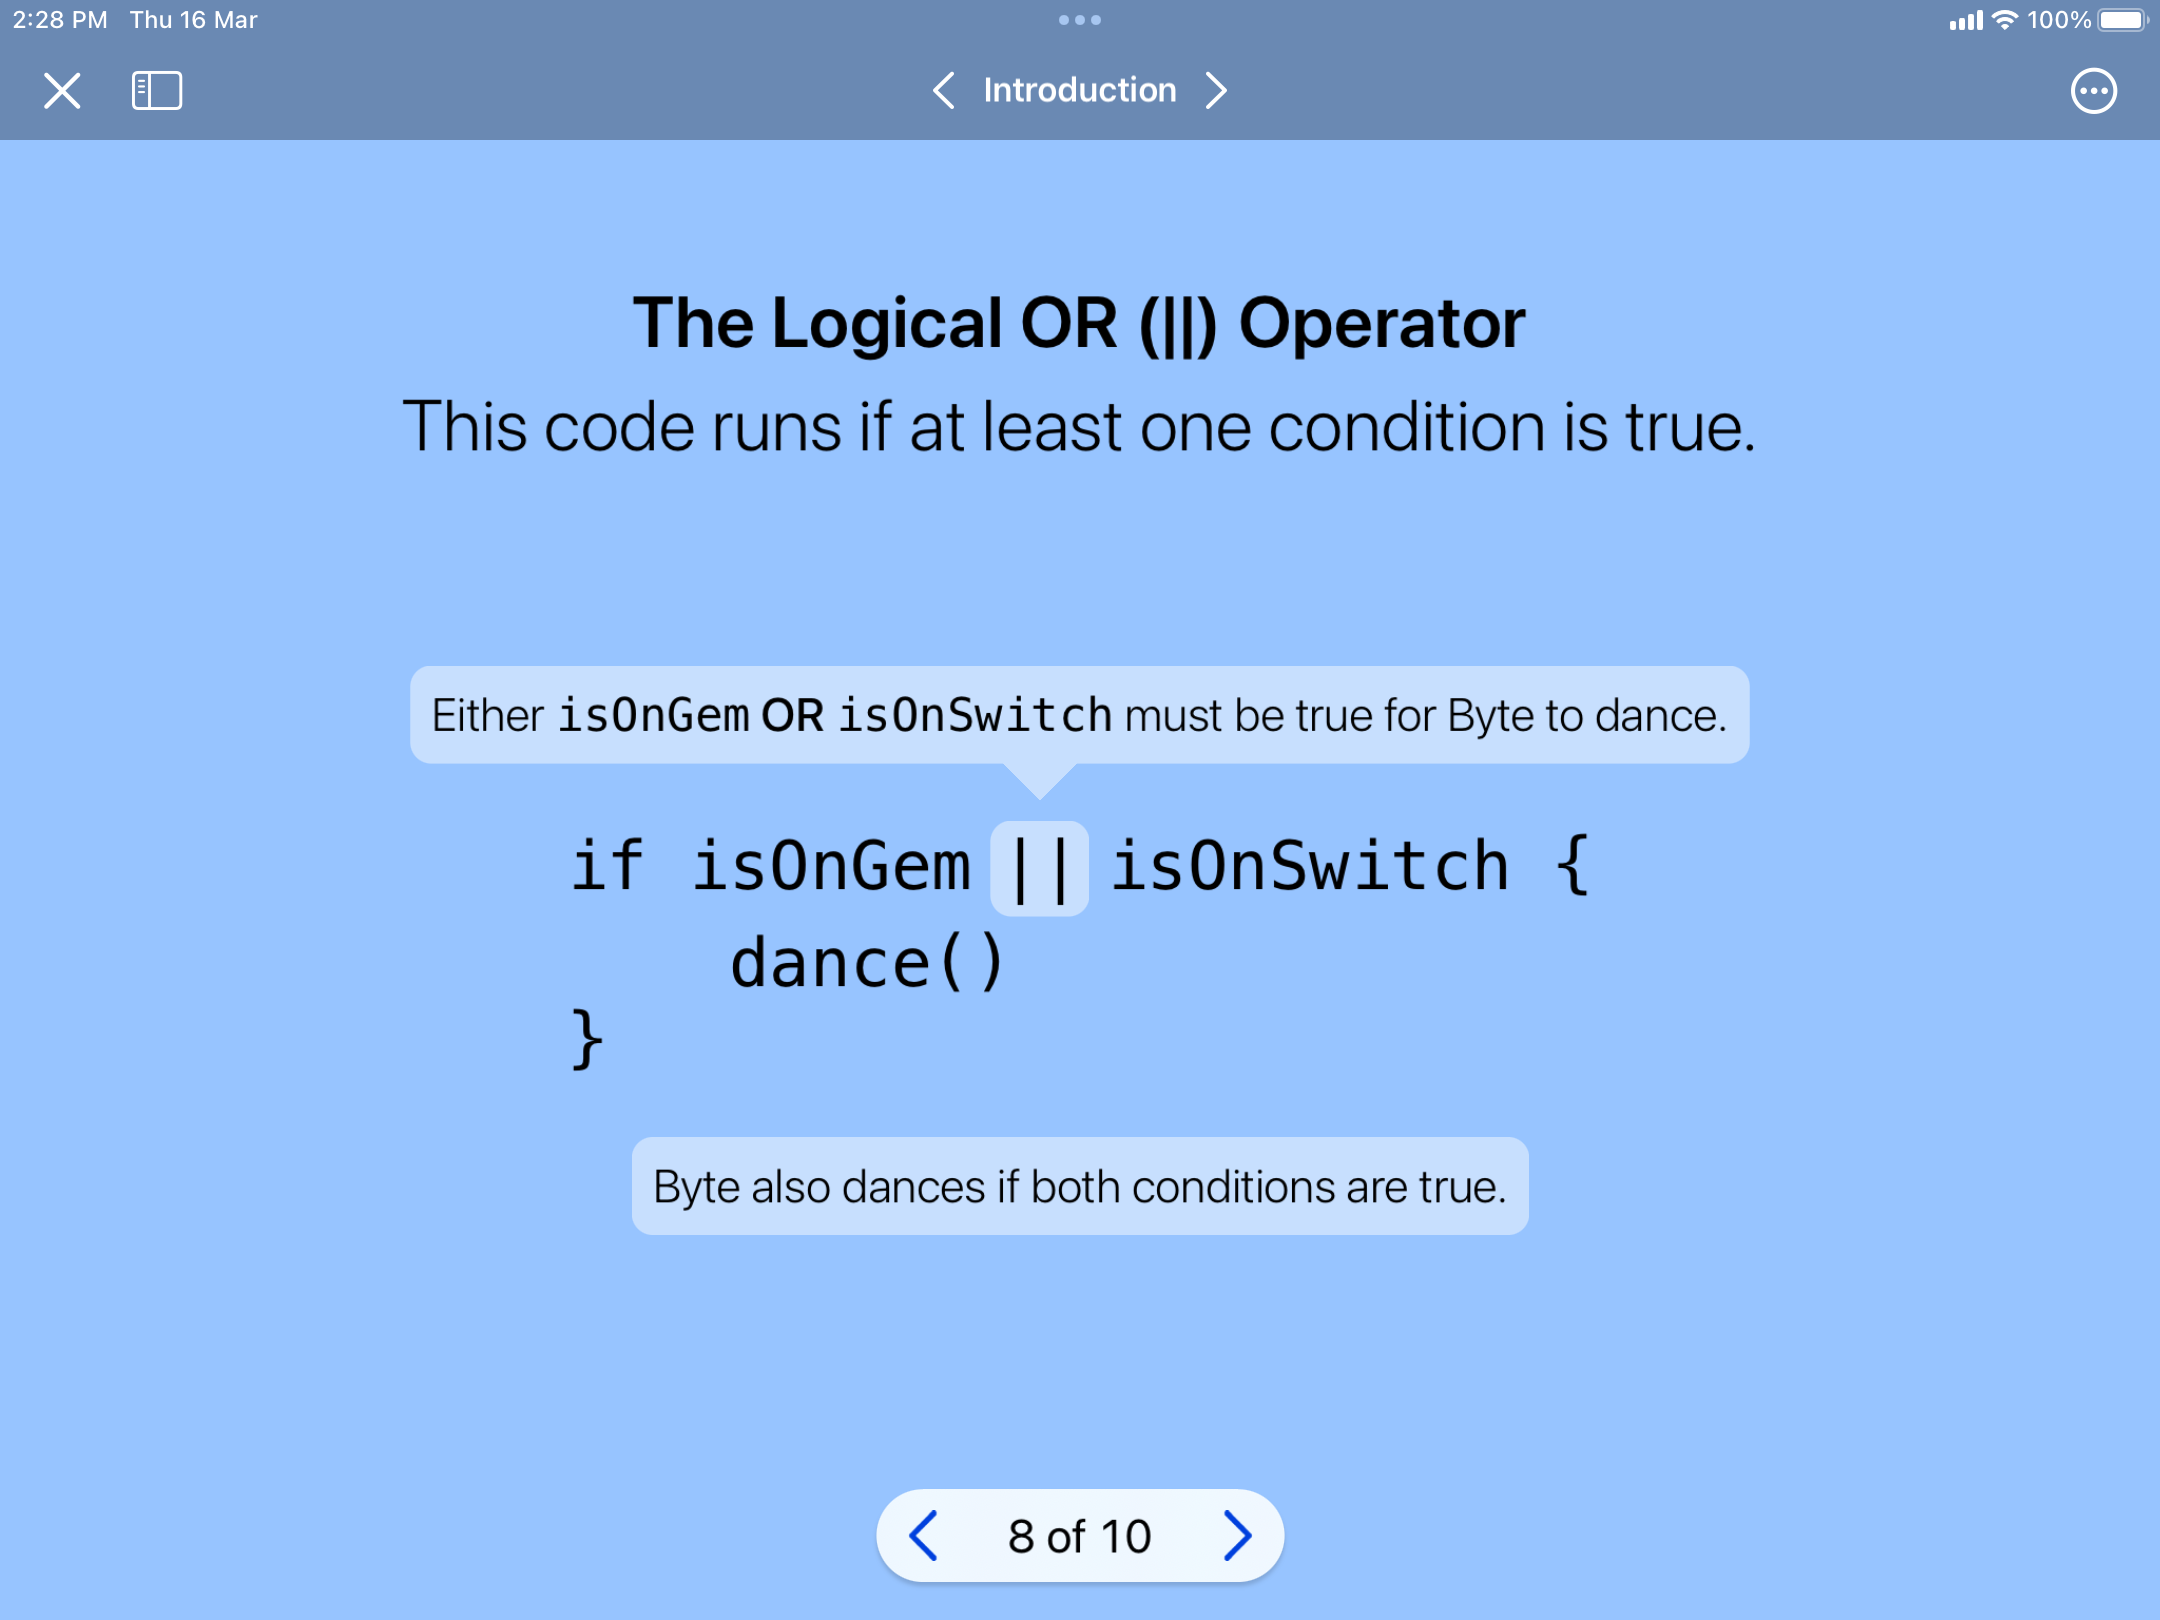 2:28 PM Thu 16 Mar
100%
Introduction
The Logical OR (||) Operator
This code runs if at least one condition is true.
Either isOnGem OR isOnSwitch must be true for Byte to dance.
if isOnGem || isOnSwitch {
dance()
}
Byte also dances if both conditions are true.
8 of 10